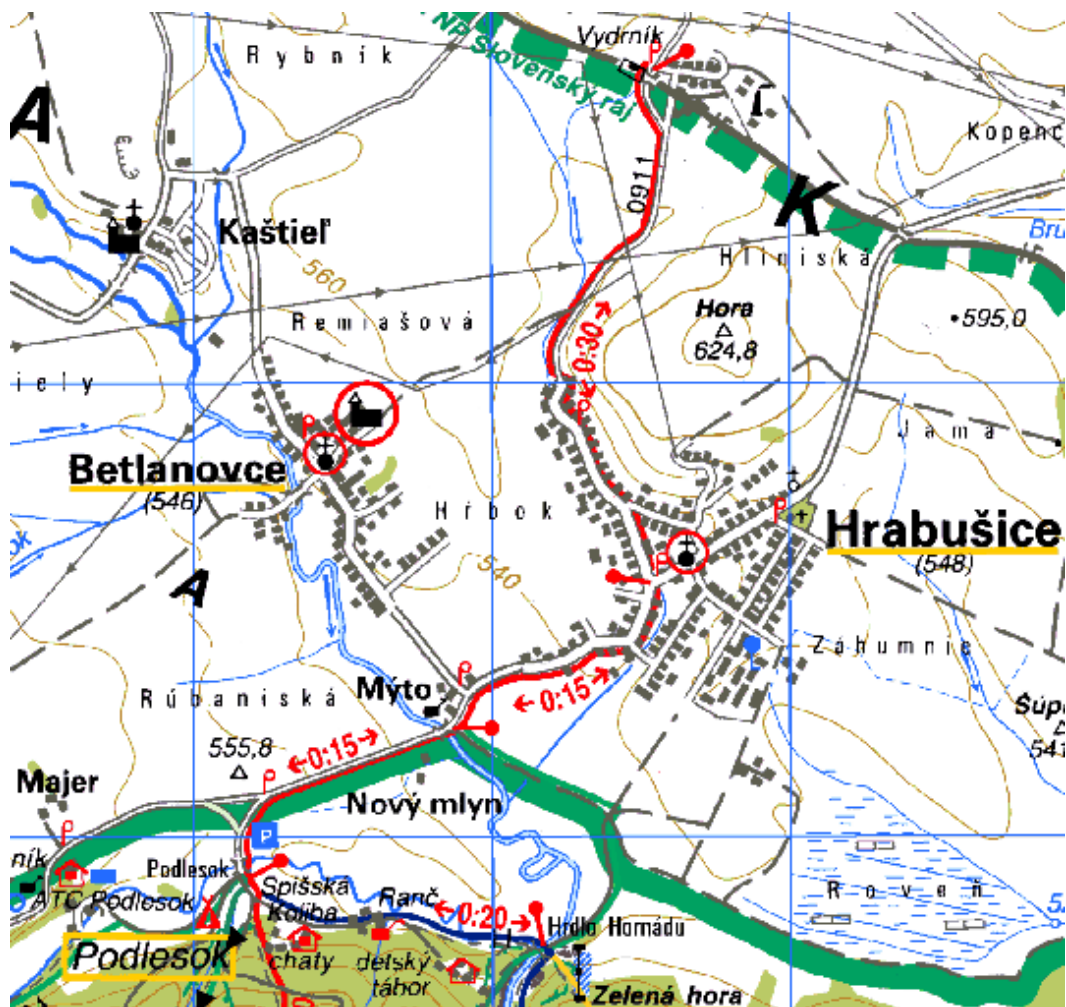 Rybník
Vydrník
NP Slovenský raj
A
Kopenc
0911
K
Kaštieľ
Bru
Hliniská
560
Hora
624,8
595,0
Remiašová
0:30
iely
Jama
Betlanovce
(546)
Hŕbok
Hrabušice
(548)
540
A
Záhumnie
Mýto
Rúbaniská
0:15
Šúp
541
555,8
0:15
Majer
Nový mlyn
P
ník
Podlesok
ATC Podlesok
Spišská
koliba
Ranč
0:20
Hrdlo Hornádu
Roveň
Podlesok
chaty
detský
tábor
Zelená hora